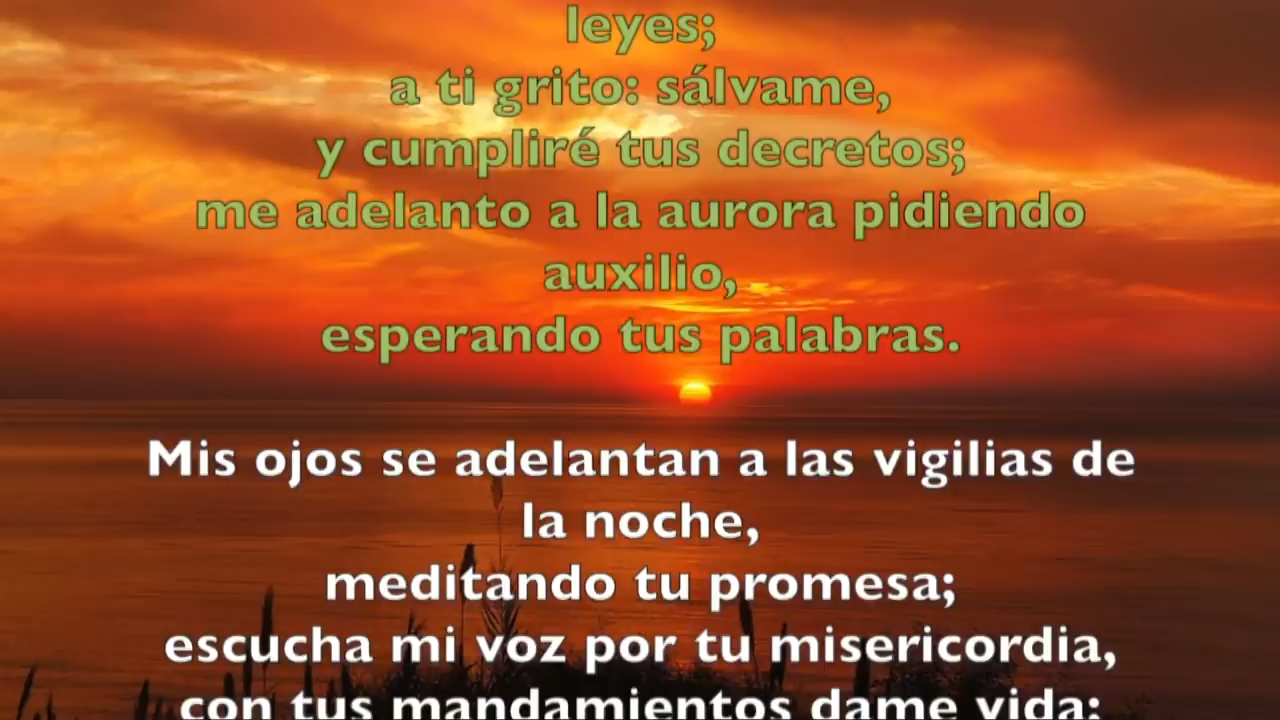 leyes;
a ti grito: sálvame,
y cumpliré tus decretos;
me adelanto a la aurora pidiendo
auxilio,
esperando tus palabras.
Mis ojos se adelantan a las vigilias de
la noche,
meditando tu promesa;
escucha mi voz por tu misericordia,
con tus mandamientos dame vida;